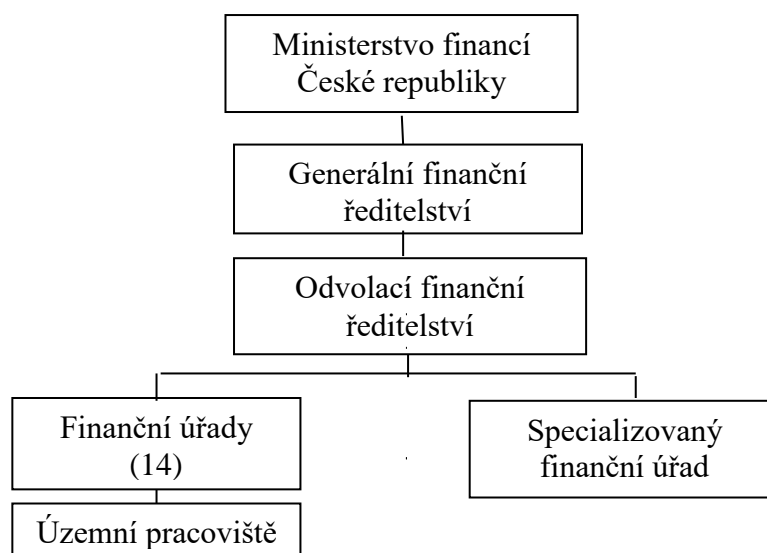 Ministerstvo financí
České republiky
Generální finanční
ředitelství
Odvolací finanční
ředitelství
Finanční úřady
(14)
Specializovaný
finanční úřad
Územní pracoviště